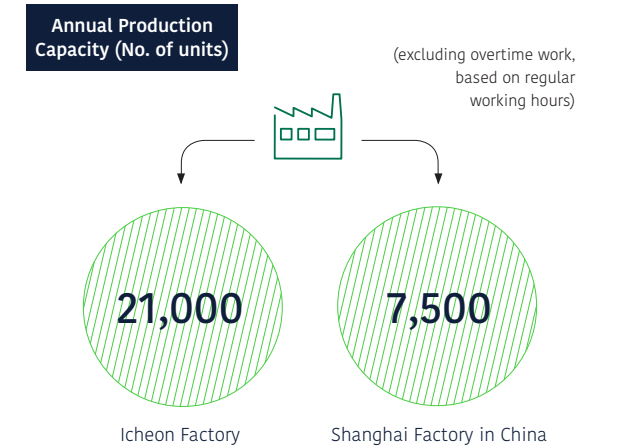 Annual Production
Capacity (No. of units)
(excluding overtime work,
based on regular
working hours)
21,000
7,500
Icheon Factory
Shanghai Factory in China